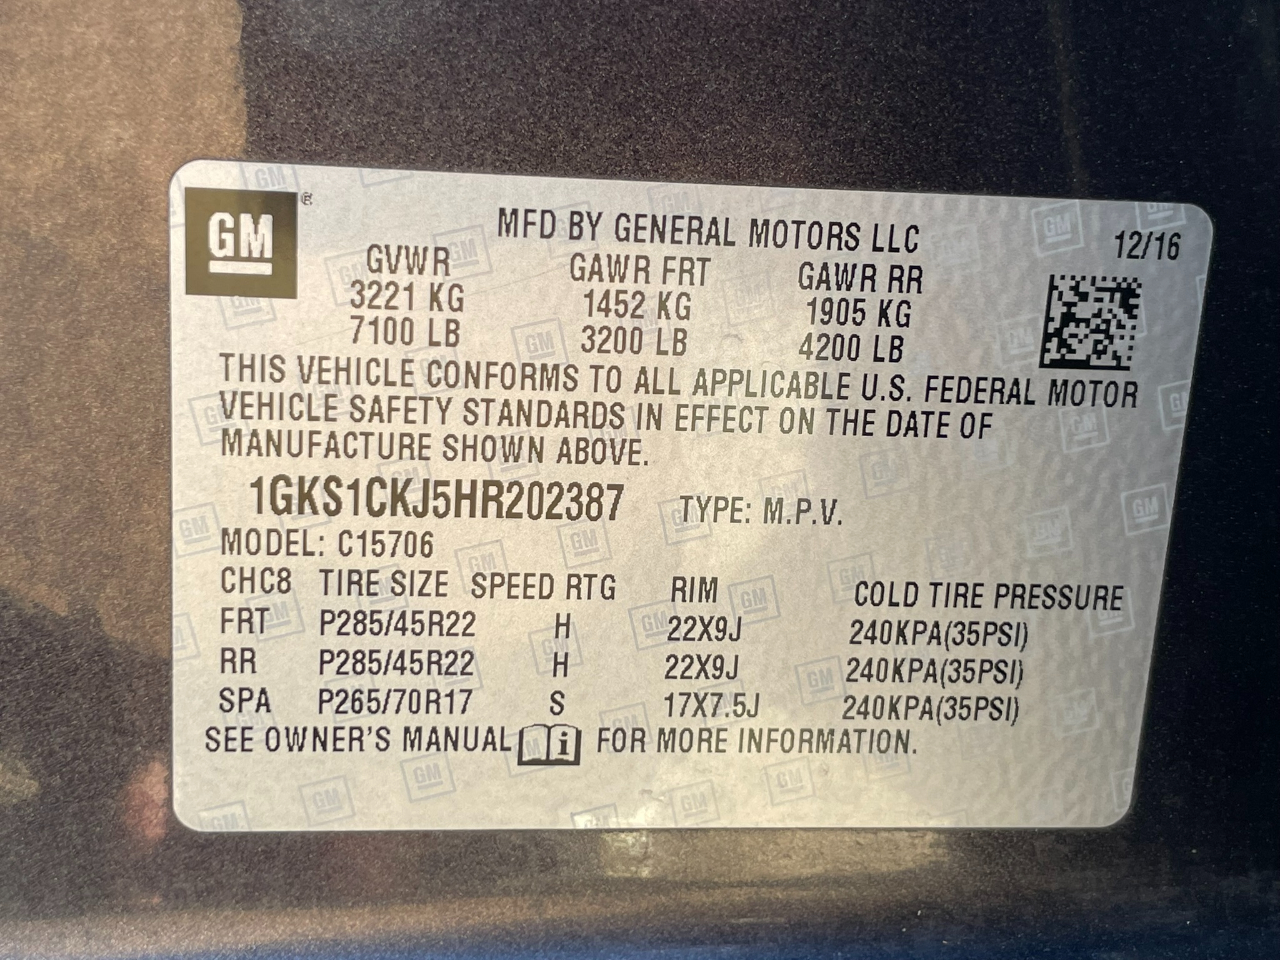 GM ®
MFD BY GENERAL MOTORS LLC 12/16
GVWR GAWR FRT GAWR RR
3221 KG 1452 KG 1905 KG
7100 LB 3200 LB 4200 LB
THIS VEHICLE CONFORMS TO ALL APPLICABLE U.S. FEDERAL MOTOR
VEHICLE SAFETY STANDARDS IN EFFECT ON THE DATE OF
MANUFACTURE SHOWN ABOVE.
1GKS1CKJ5HR202387 TYPE: M.P.V.
MODEL: C15706
CHC8 TIRE SIZE SPEED RTG RIM COLD TIRE PRESSURE
FRT P285/45R22 H 22X9J 240KPA(35PSI)
RR P285/45R22 H 22X9J 240KPA(35PSI)
SPA P265/70R17 S 17X7.5J 240KPA(35PSI)
SEE OWNER'S MANUAL i FOR MORE INFORMATION.